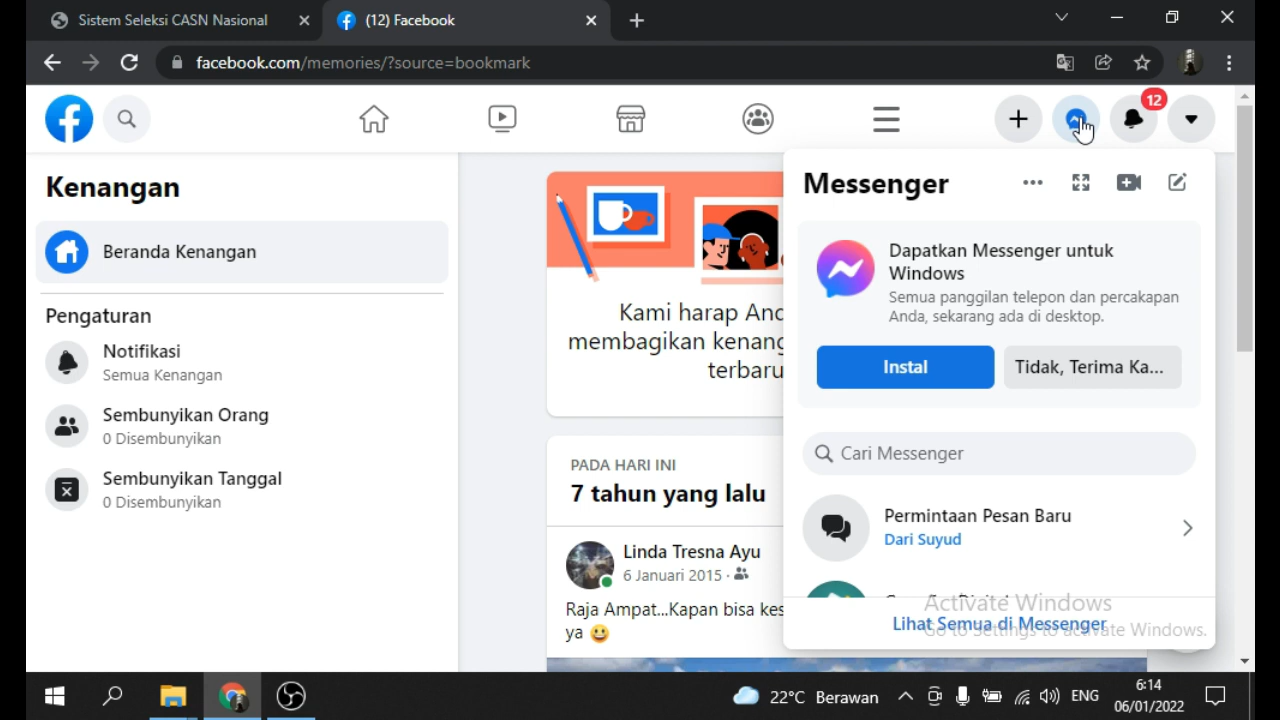 Sistem Seleksi CASN Nasional
(12) Facebook
facebook.com/memories/?source=bookmark
12
Kenangan
Beranda Kenangan
Pengaturan
Notifikasi
Semua Kenangan
Sembunyikan Orang
0 Disembunyikan
Sembunyikan Tanggal
0 Disembunyikan
Kami harap And
membagikan kenang
terbaru
PADA HARI INI
7 tahun yang lalu
Linda Tresna Ayu
6 Januari 2015 ·
Raja Ampat...Kapan bisa kes
ya
Messenger
Dapatkan Messenger untuk
Windows
Semua panggilan telepon dan percakapan
Anda, sekarang ada di desktop.
Instal
Tidak, Terima Ka...
Cari Messenger
Permintaan Pesan Baru
Dari Suyud
Lihat Semua di Messenger
Activate Windows
Go to Settings to activate Windows.
22°C Berawan
ENG
6:14
06/01/2022